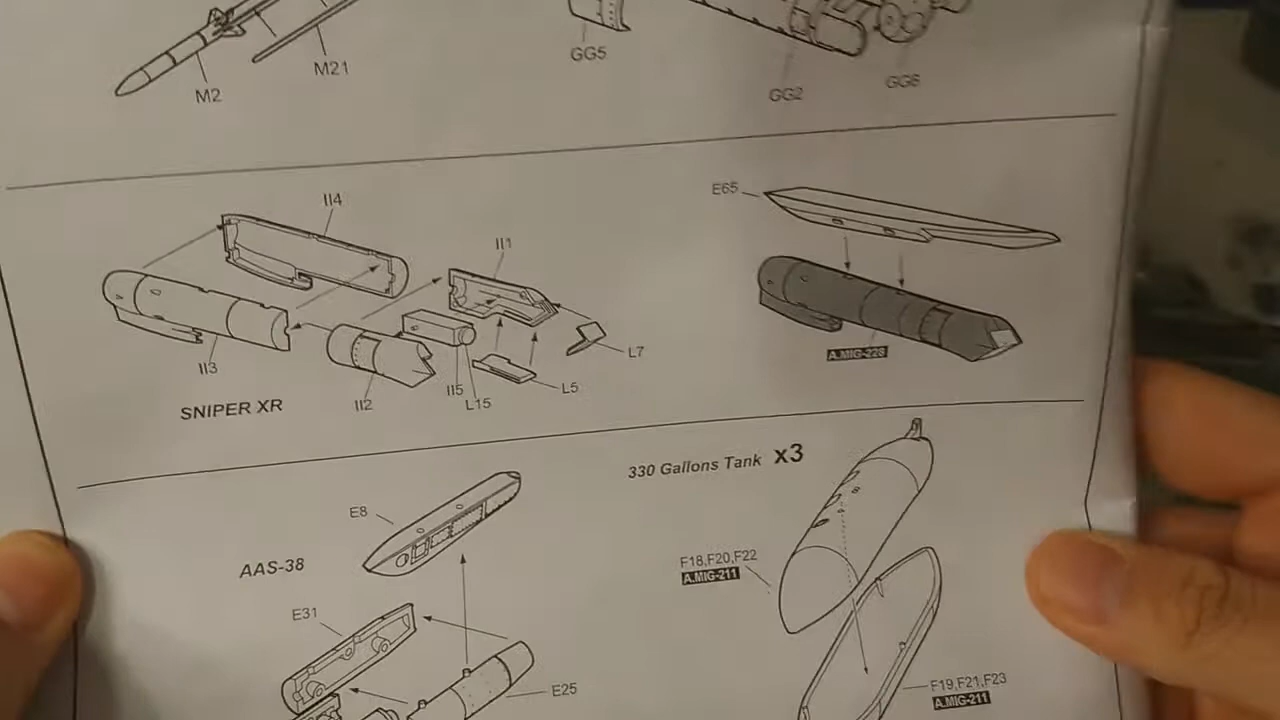 M2
M21
GG5
GG2
GG6
II4
II1
II3
II2
II5
L15
L5
L7
SNIPER XR
E65
A.MIG-228
E8
AAS-38
E31
E25
330 Gallons Tank x3
F18,F20,F22
A.MIG-211
F19,F21,F23
A.MIG-211